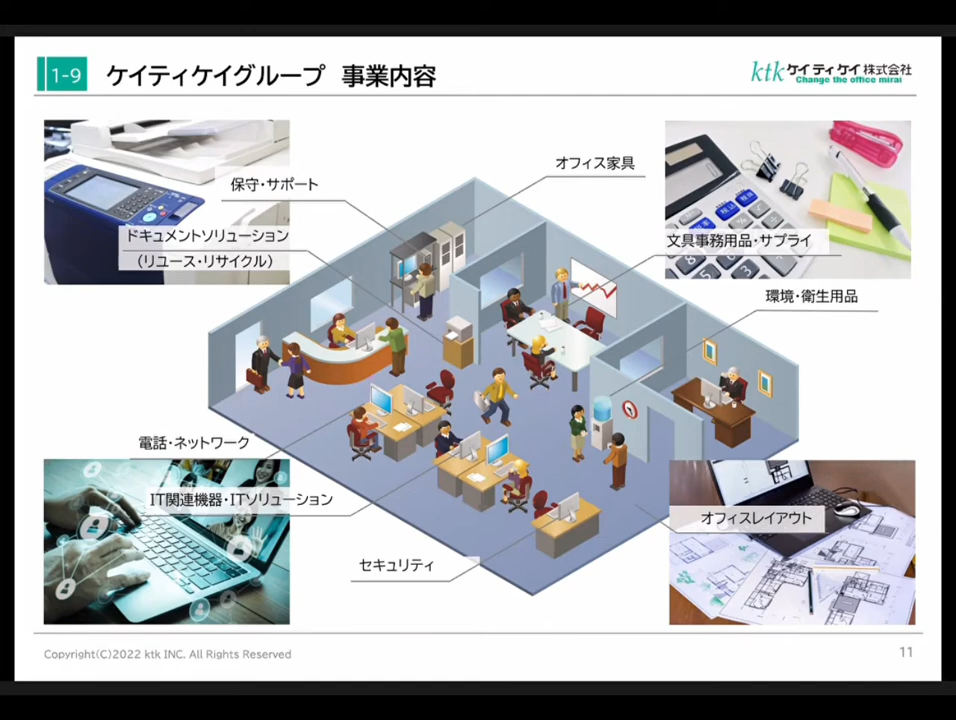 1-9
ケイティケイグループ 事業内容
ktk ケイティケイ株式会社
Change the office mirai
オフィス家具
保守・サポート
ドキュメントソリューション
（リユース・リサイクル）
文具事務用品・サプライ
環境・衛生用品
電話・ネットワーク
IT関連機器・ITソリューション
オフィスレイアウト
セキュリティ
Copyright(C)2022 ktk INC. All Rights Reserved
11